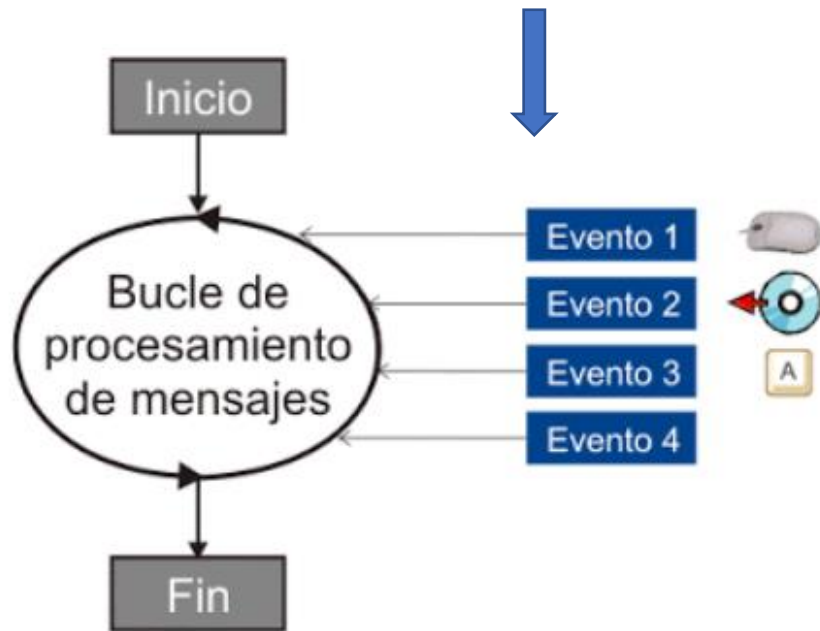 Inicio
Bucle de
procesamiento
de mensajes
Fin
Evento 1
Evento 2
Evento 3
A
Evento 4